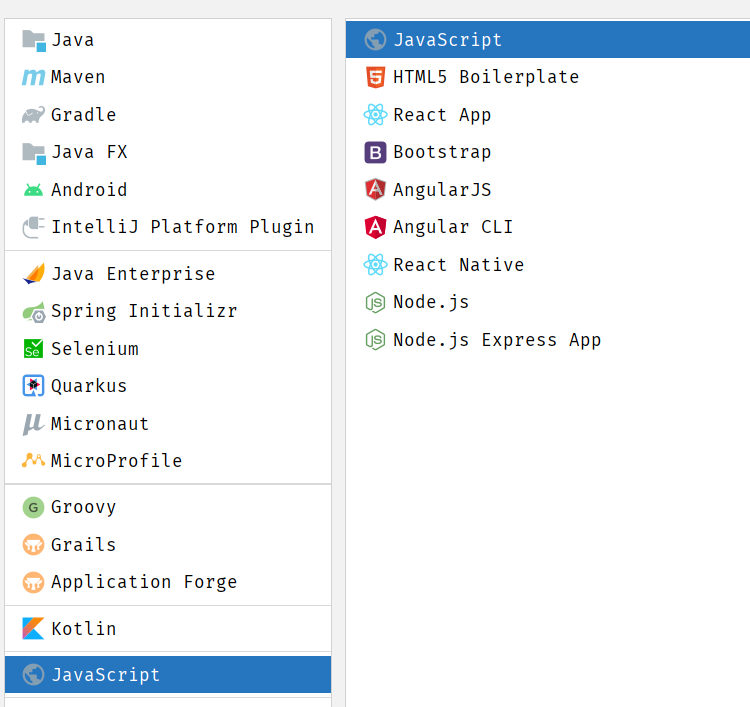 Java
Maven
Gradle
Java FX
Android
IntelliJ Platform Plugin
Java Enterprise
Spring Initializr
Selenium
Quarkus
Micronaut
MicroProfile
Groovy
Grails
Application Forge
Kotlin
JavaScript
JavaScript
HTML5 Boilerplate
React App
Bootstrap
AngularJS
Angular CLI
React Native
Node.js
Node.js Express App